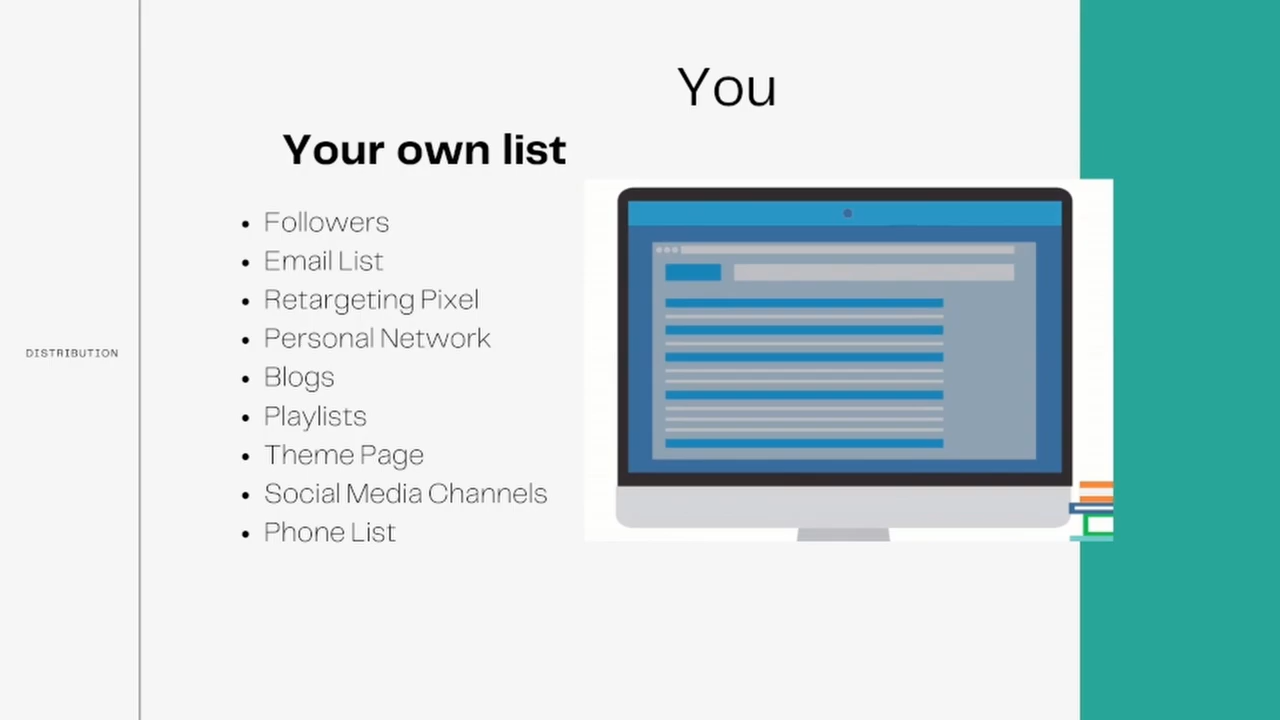 You
Your own list
Followers
Email List
Retargeting Pixel
Personal Network
Blogs
Playlists
Theme Page
Social Media Channels
Phone List
DISTRIBUTION